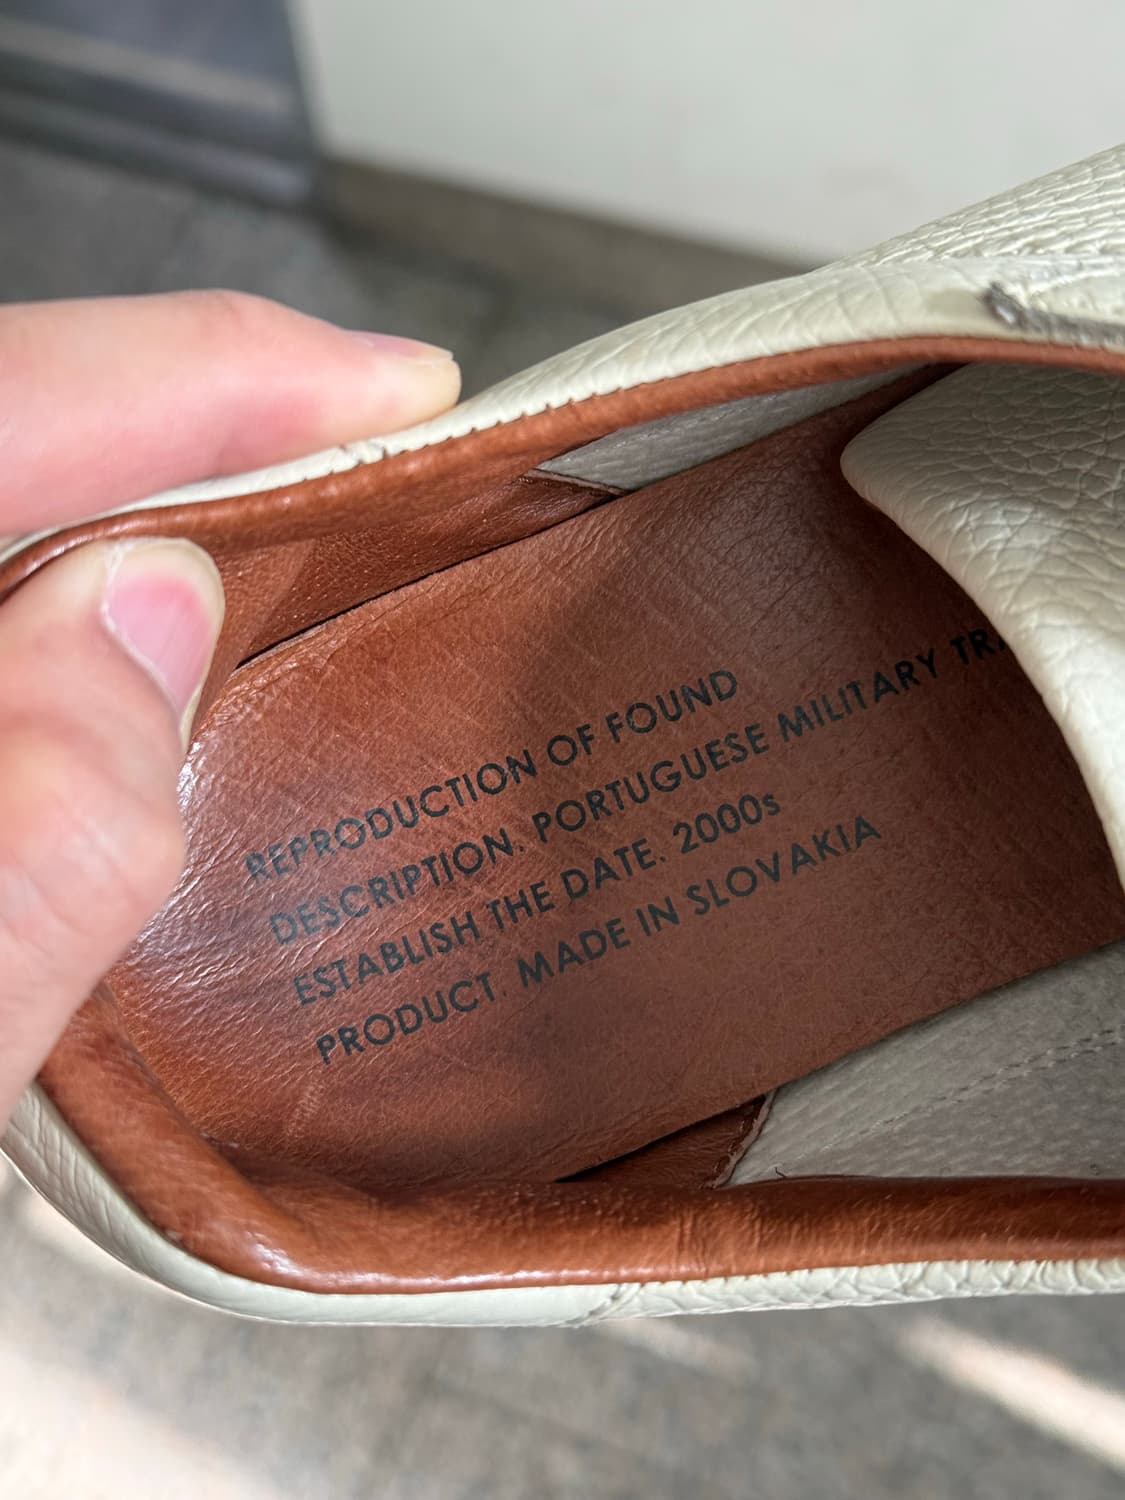 REPRODUCTION OF FOUND
DESCRIPTION. PORTUGUESE MILITARY
ESTABLISH THE DATE. 2000s
PRODUCT. MADE IN SLOVAKIA